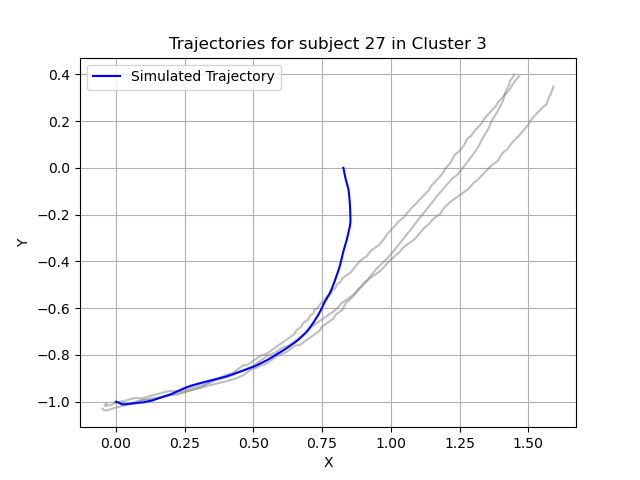 Trajectories for subject 27 in Cluster 3
Simulated Trajectory
Y
0.4
0.2
0.0
−0.2
−0.4
−0.6
−0.8
−1.0
0.00 0.25 0.50 0.75 1.00 1.25 1.50
X